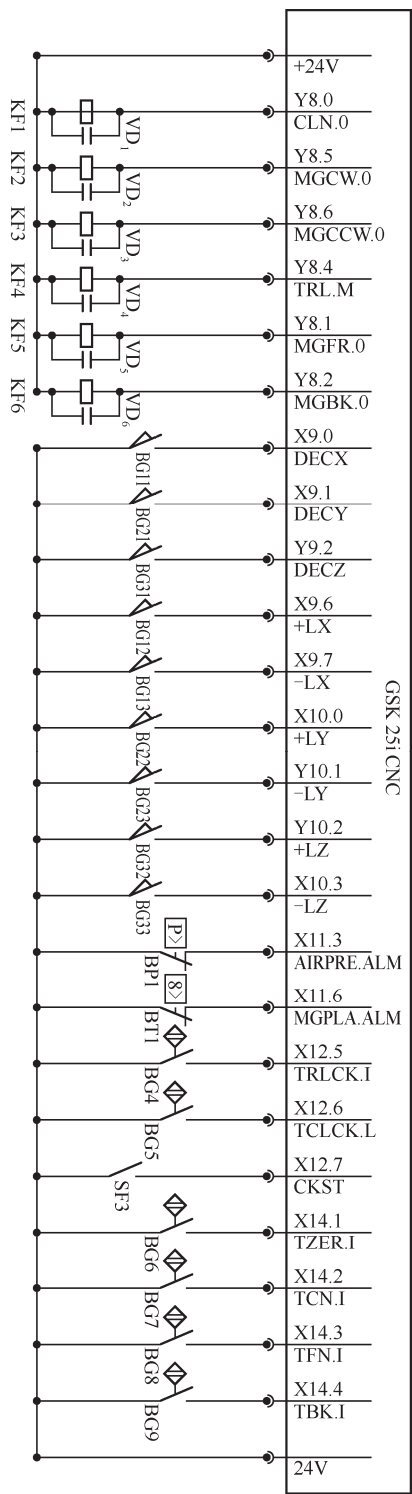 +24V
Y8.0
CLN.0
KF1
VD1
Y8.5
MGCW.0
KF2
VD2
Y8.6
MGCCW.0
KF3
VD3
Y8.4
TRL.M
KF4
VD4
Y8.1
MGFR.0
KF5
VD5
Y8.2
MGBK.0
KF6
VD6
X9.0
DECX
BG11
X9.1
DECY
BG21
Y9.2
DECZ
BG31
X9.6
+LX
BG12
X9.7
−LX
BG13
X10.0
+LY
BG22
Y10.1
−LY
BG23
Y10.2
+LZ
BG32
X10.3
−LZ
BG33
GSK 25i CNC
X11.3
AIRPRE.ALM
P>
BP1
X11.6
MGPLA.ALM
8>
BT1
X12.5
TRLCK.I
BG4
X12.6
TCLCK.L
BG5
X12.7
CKST
SF3
X14.1
TZER.I
BG6
X14.2
TCN.I
BG7
X14.3
TFN.I
BG8
X14.4
TBK.I
BG9
24V